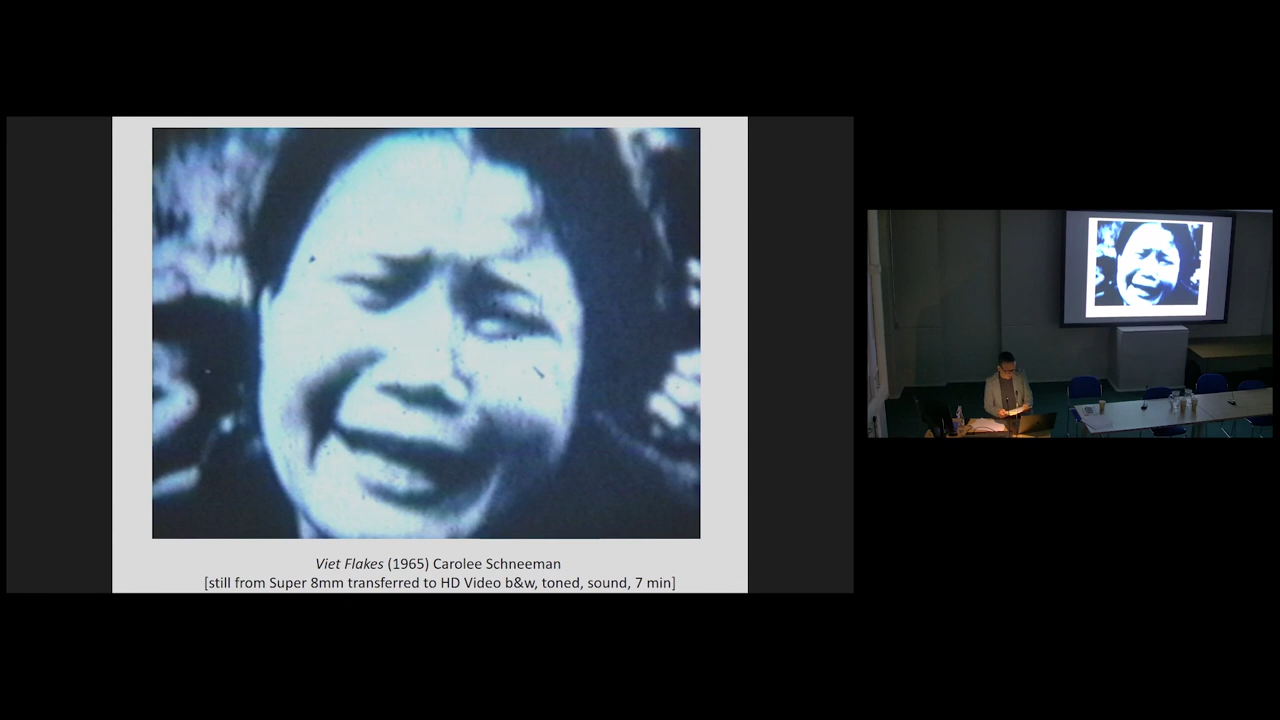 Viet Flakes (1965) Carolee Schneeman
[still from Super 8mm transferred to HD Video b&w, toned, sound, 7 min]